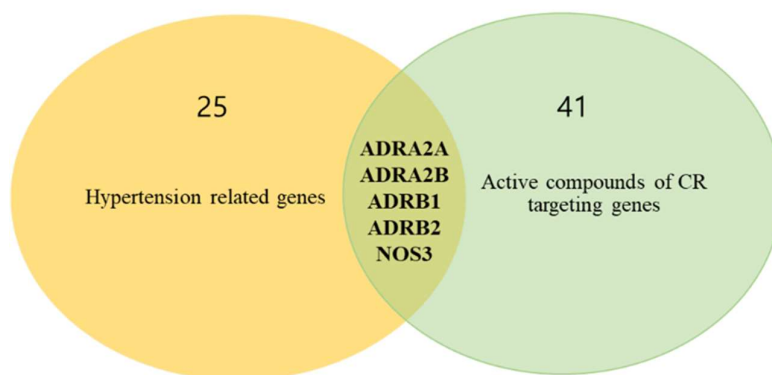 25
Hypertension related genes
ADRA2A
ADRA2B
ADRB1
ADRB2
NOS3
41
Active compounds of CR
targeting genes